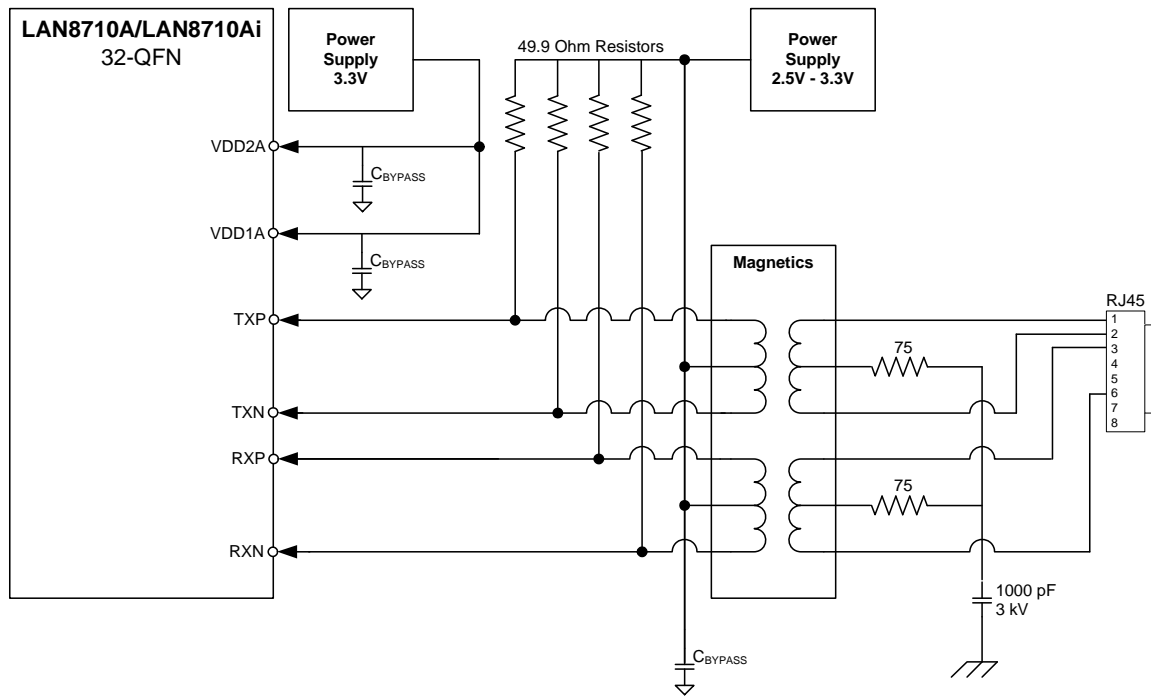 LAN8710A/LAN8710Ai
32-QFN
Power
Supply
3.3V
49.9 Ohm Resistors
Power
Supply
2.5V - 3.3V
VDD2A
CBYPASS
VDD1A
CBYPASS
Magnetics
TXP
TXN
RXP
RXN
75
75
RJ45
1
2
3
4
5
6
7
8
1000 pF
3 kV
CBYPASS